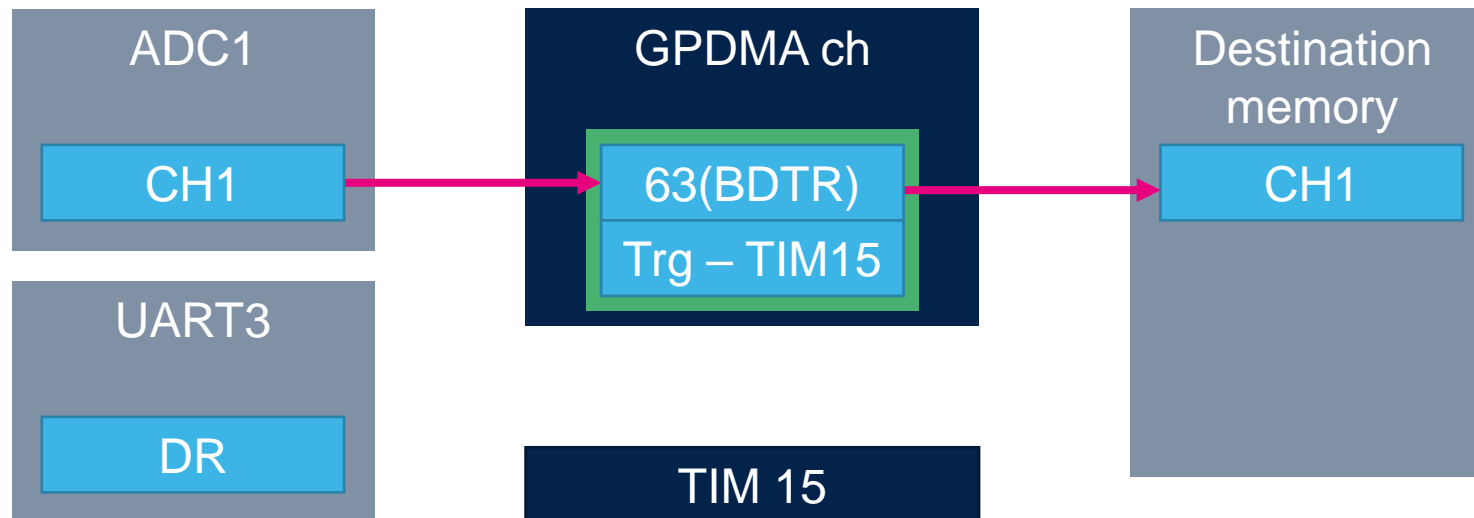 ADC1
CH1
UART3
DR
GPDMA ch
63(BDTR)
Trg – TIM15
TIM 15
Destination
memory
CH1